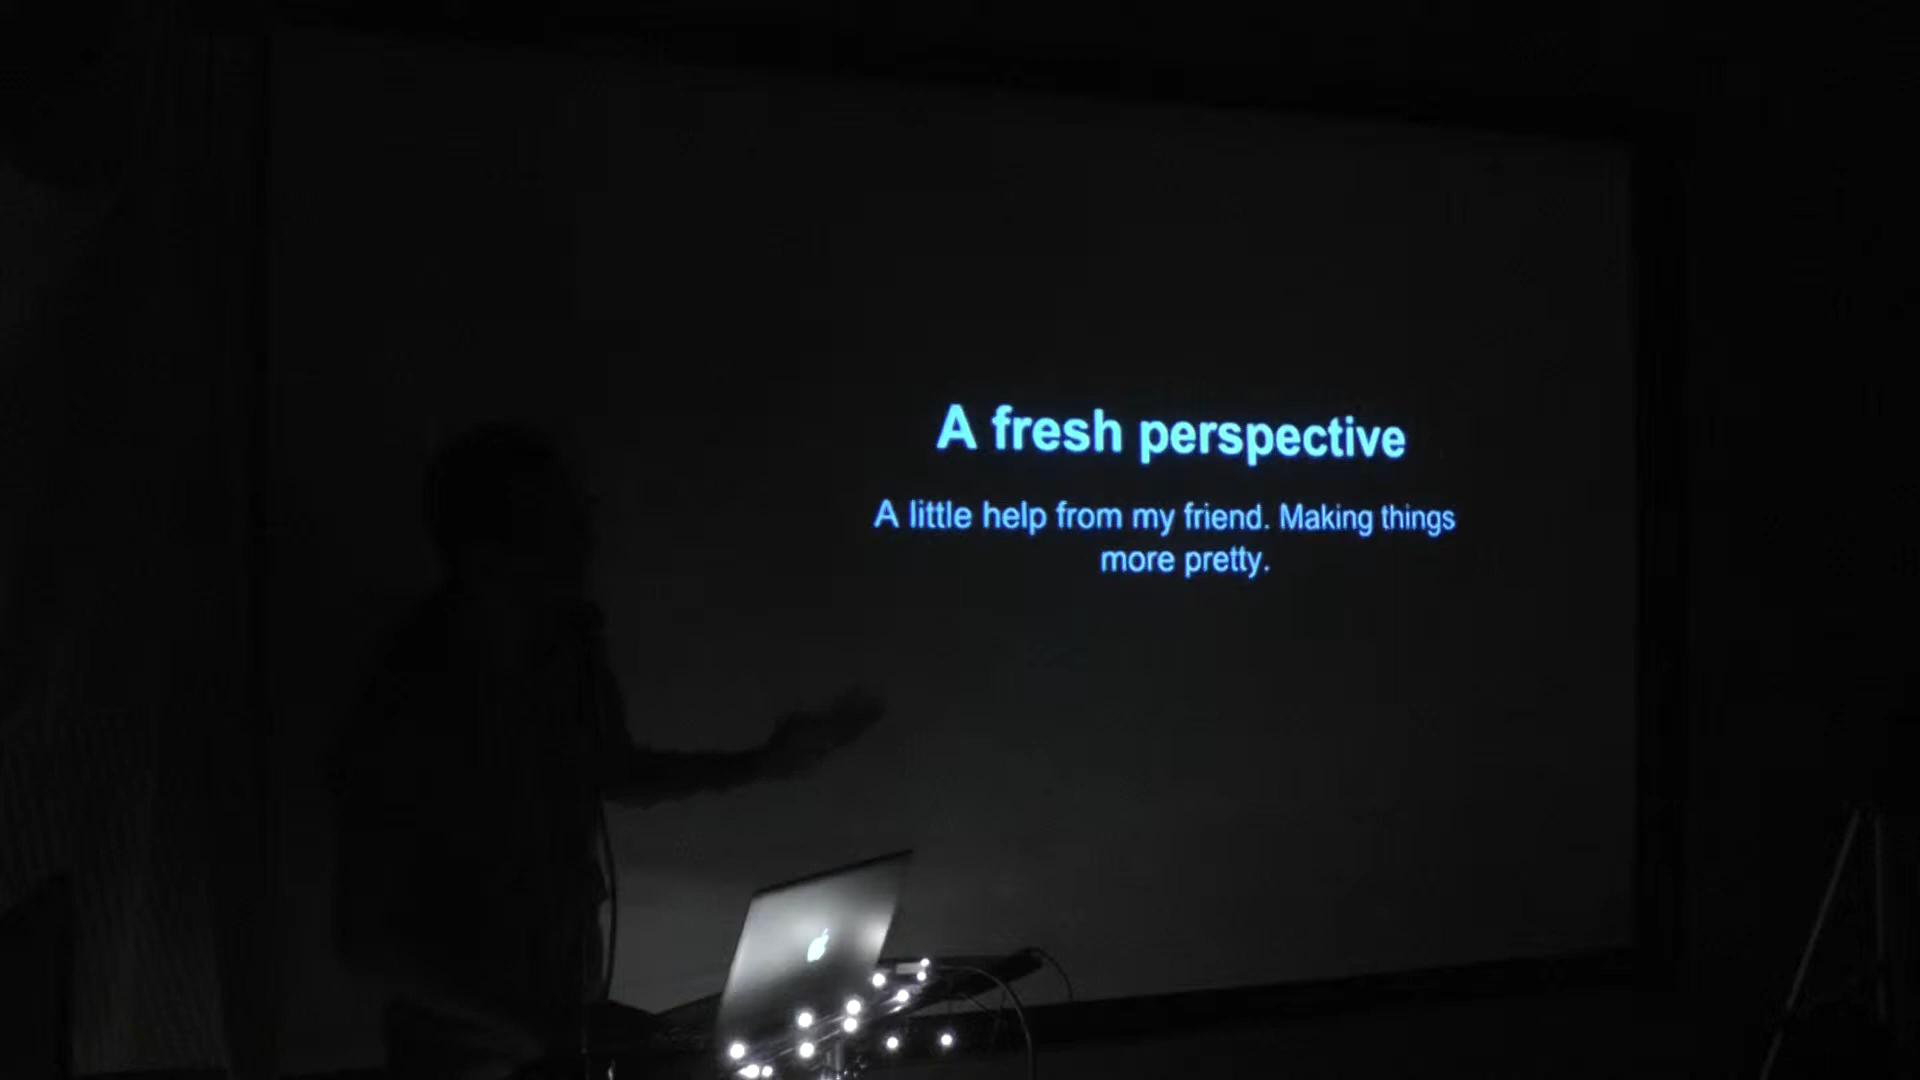 A fresh perspective
A little help from my friend. Making things
more pretty.